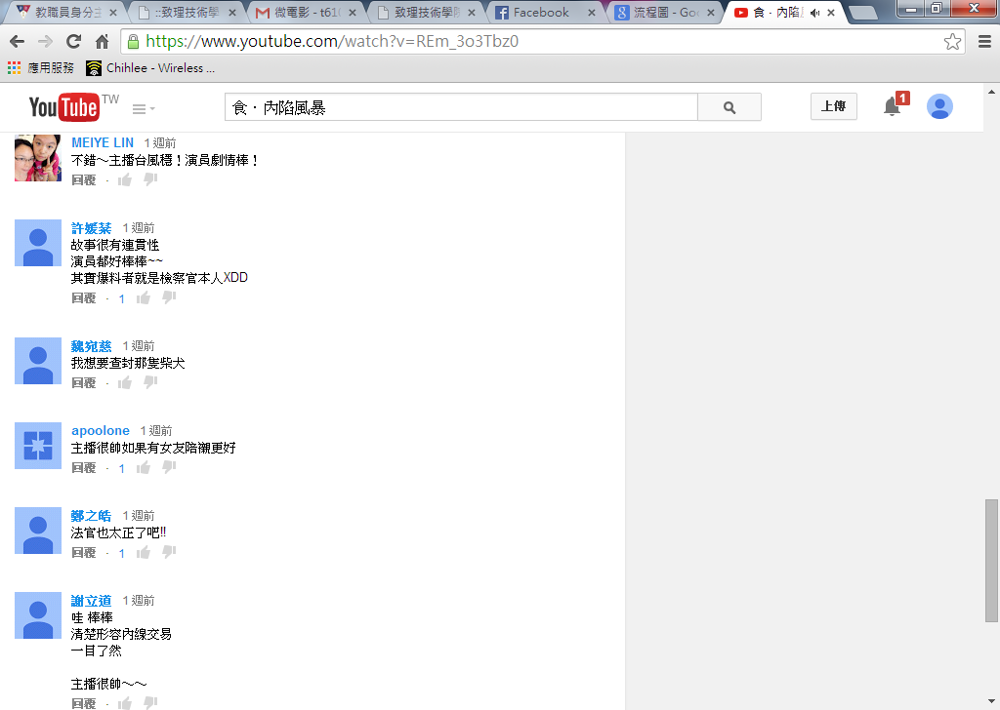 教職員身分主
::致理技術學
微電影 - t610
致理技術學院
Facebook
流程圖 - Goo
食．內陷風
https://www.youtube.com/watch?v=REm_3o3Tbz0
應用服務
Chihlee - Wireless ...
YouTube TW
食．內陷風暴
上傳
1
MEIYE LIN 1 週前
不錯～主播台風穩！演員劇情棒！
回覆 ·
許媛棻 1 週前
故事很有連貫性
演員都好棒棒~~
其實爆料者就是檢察官本人XDD
回覆 · 1
魏宛慈 1 週前
我想要查封那隻柴犬
回覆 ·
apoolone 1 週前
主播很帥如果有女友陪襯更好
回覆 · 1
鄭之皓 1 週前
法官也太正了吧!!
回覆 · 1
謝立道 1 週前
哇 棒棒
清楚形容內線交易
一目了然
主播很帥～～
回覆 ·